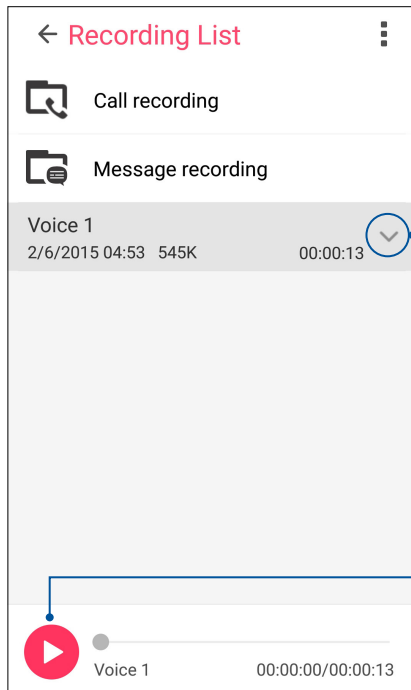 Recording List
Call recording
Message recording
Voice 1
2/6/2015 04:53 545K 00:00:13
Voice 1 00:00:00/00:00:13